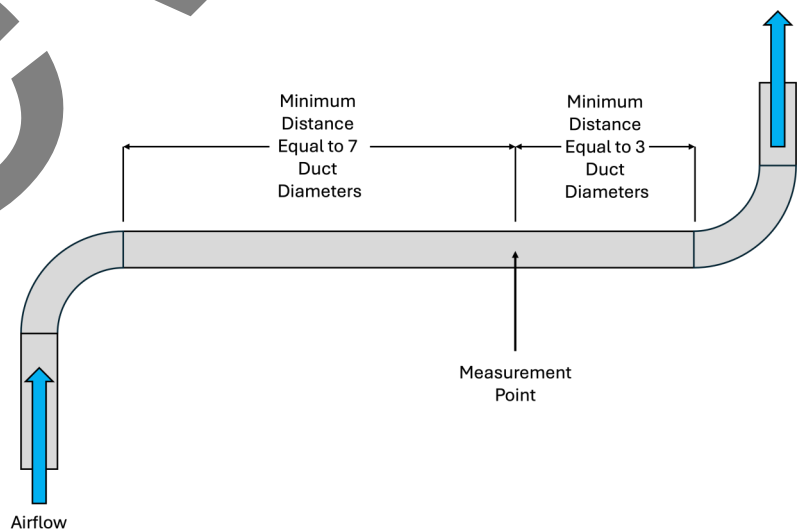 Minimum
Distance
Equal to 7
Duct
Diameters
Minimum
Distance
Equal to 3
Duct
Diameters
Measurement
Point
Airflow